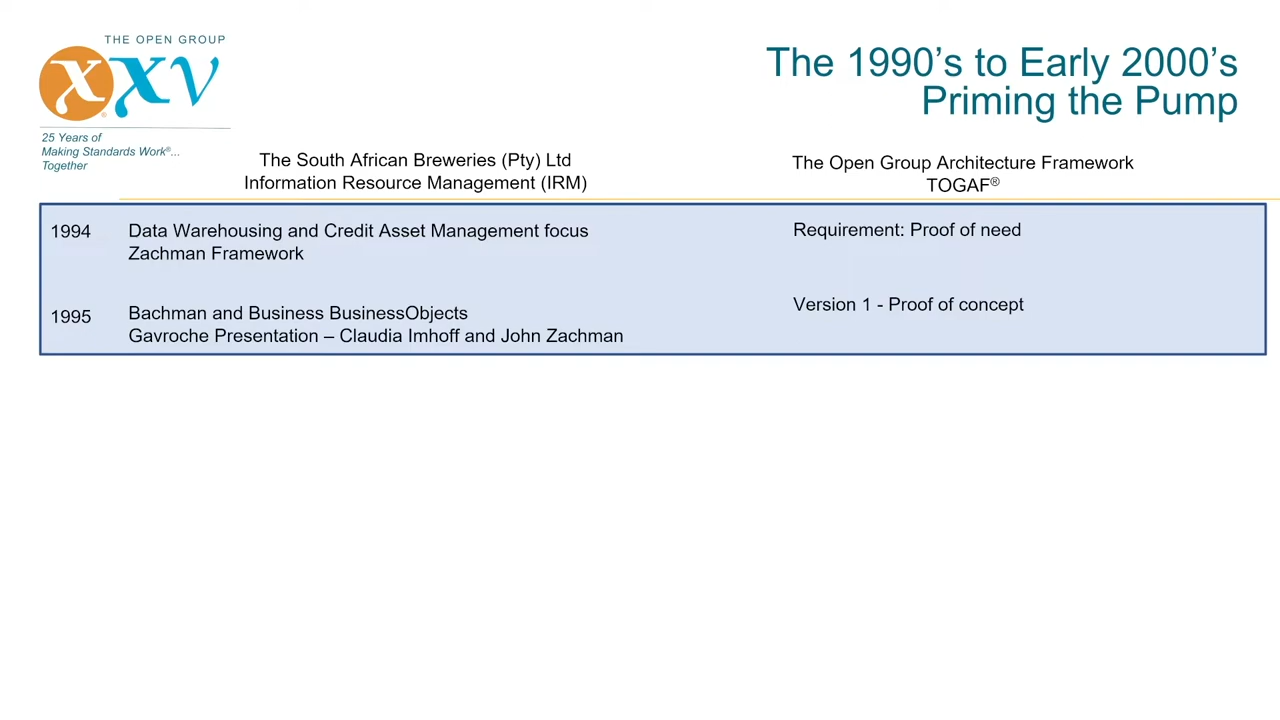 THE OPEN GROUP
XXV
25 Years of
Making Standards Work®...
Together
The 1990’s to Early 2000’s
Priming the Pump
The South African Breweries (Pty) Ltd
Information Resource Management (IRM)
The Open Group Architecture Framework
TOGAF®
1994
Data Warehousing and Credit Asset Management focus
Zachman Framework
Requirement: Proof of need
1995
Bachman and Business BusinessObjects
Gavroche Presentation – Claudia Imhoff and John Zachman
Version 1 - Proof of concept